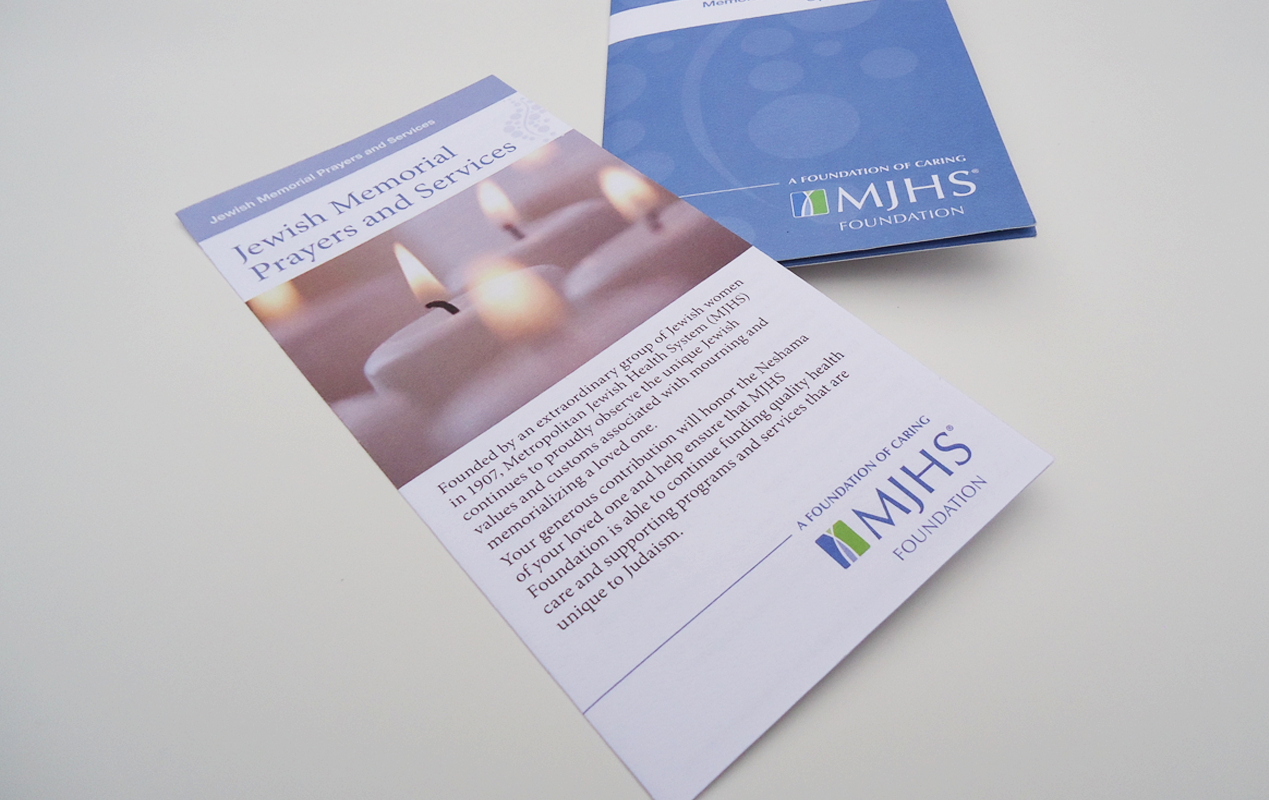 Jewish Memorial Prayers and Services
Jewish Memorial
Prayers and Services
Founded by an extraordinary group of Jewish women
in 1907, Metropolitan Jewish Health System (MJHS)
continues to proudly observe the unique Jewish
values and customs associated with mourning and
memorializing a loved one.
Your generous contribution will honor the Neshama
of your loved one and help ensure that MJHS
Foundation is able to continue funding quality health
care and supporting programs and services that are
unique to Judaism.
A FOUNDATION OF CARING
MJHS®
FOUNDATION
A FOUNDATION OF CARING
MJHS®
FOUNDATION